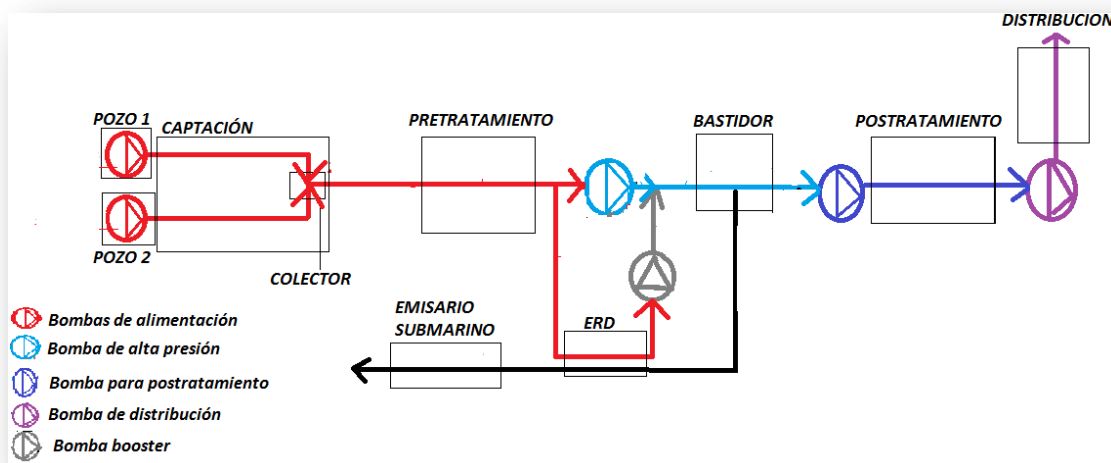 DISTRIBUCION
POZO 1
CAPTACIÓN
PRETRATAMIENTO
BASTIDOR
POSTRATAMIENTO
POZO 2
COLECTOR
EMISARIO
SUBMARINO
ERD
Bombas de alimentación
Bomba de alta presión
Bomba para postratamiento
Bomba de distribución
Bomba booster